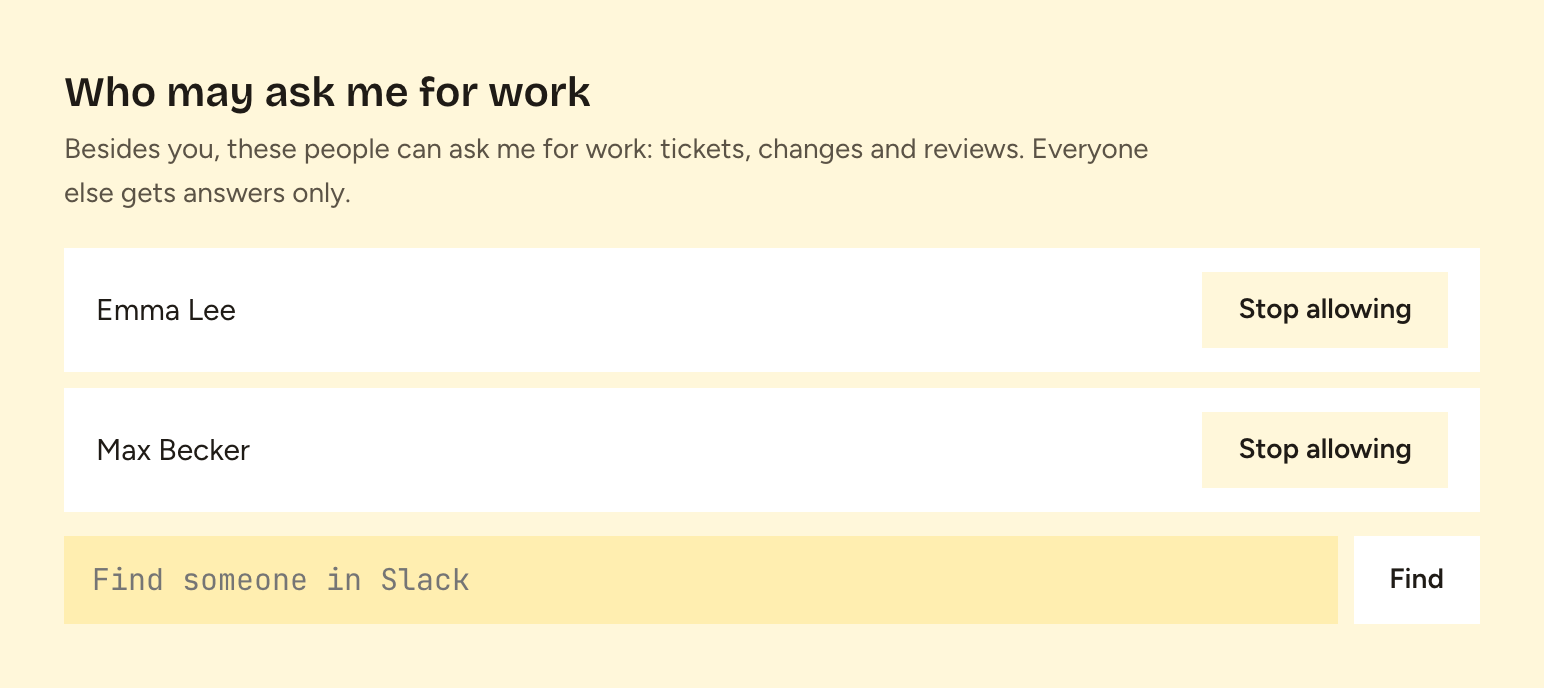 Who may ask me for work
Besides you, these people can ask me for work: tickets, changes and reviews. Everyone
else gets answers only.
Emma Lee
Stop allowing
Max Becker
Stop allowing
Find someone in Slack
Find